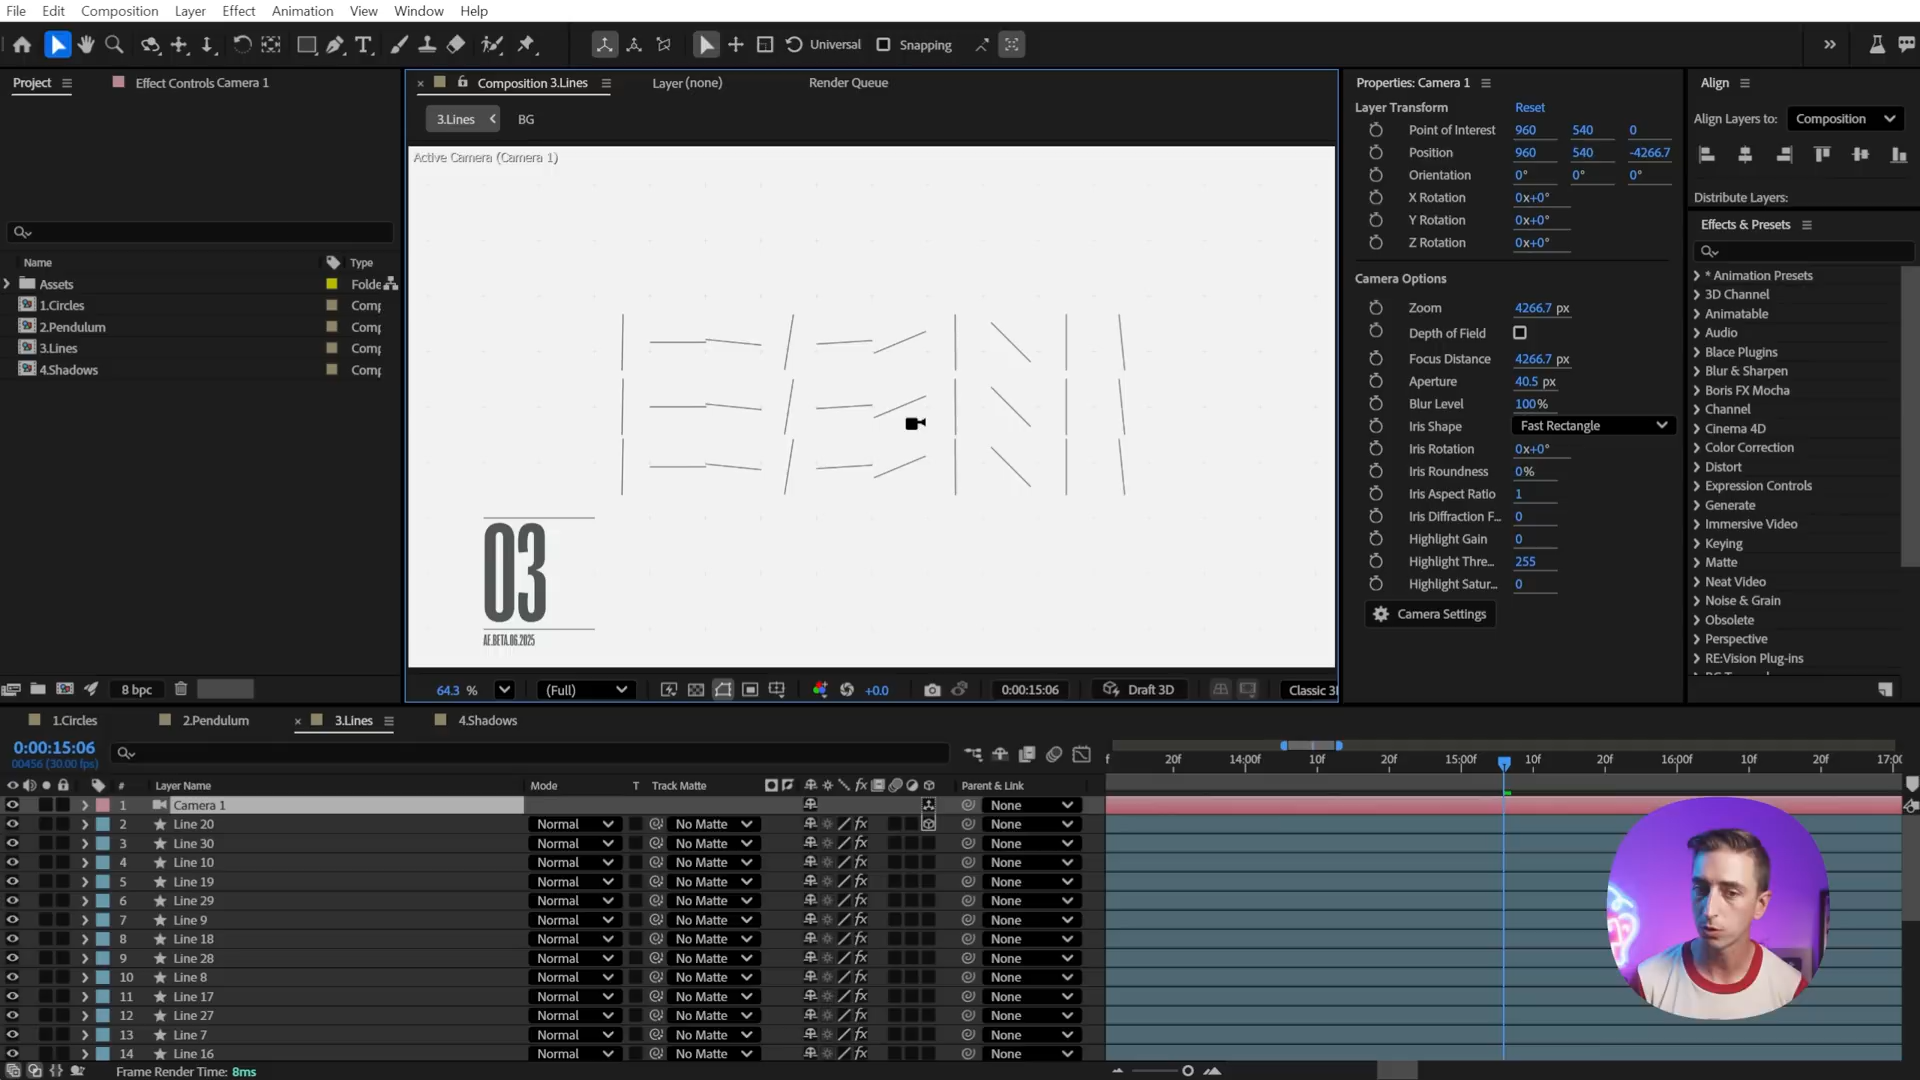 File Edit Composition Layer Effect Animation View Window Help
Universal Snapping
Project Effect Controls Camera 1
Composition 3.Lines Layer (none) Render Queue
3.Lines BG
Active Camera (Camera 1)
Name Type
Assets Folde
1.Circles Comp
2.Pendulum Comp
3.Lines Comp
4.Shadows Comp
8 bpc
03
AE.BETA.06.2025
64.3 % (Full) +0.0 0:00:15:06 Draft 3D Classic 3
Properties: Camera 1
Layer Transform Reset
Point of Interest 960 540 0
Position 960 540 -4266.7
Orientation 0° 0° 0°
X Rotation 0x+0°
Y Rotation 0x+0°
Z Rotation 0x+0°
Camera Options
Zoom 4266.7 px
Depth of Field
Focus Distance 4266.7 px
Aperture 40.5 px
Blur Level 100%
Iris Shape Fast Rectangle
Iris Rotation 0x+0°
Iris Roundness 0%
Iris Aspect Ratio 1
Iris Diffraction F... 0
Highlight Gain 0
Highlight Thre... 255
Highlight Satur... 0
Camera Settings
Align
Align Layers to: Composition
Distribute Layers:
Effects & Presets
* Animation Presets
3D Channel
Animatable
Audio
Blace Plugins
Blur & Sharpen
Boris FX Mocha
Channel
Cinema 4D
Color Correction
Distort
Expression Controls
Generate
Immersive Video
Keying
Matte
Neat Video
Noise & Grain
Obsolete
Perspective
RE:Vision Plug-ins
1.Circles 2.Pendulum 3.Lines 4.Shadows
0:00:15:06
00456 (30.00 fps)
f 20f 14:00f 10f 20f 15:00f 10f 20f 16:00f 10f 20f 17:00
# Layer Name Mode T Track Matte Parent & Link
1 Camera 1 None
2 Line 20 Normal No Matte None
3 Line 30 Normal No Matte None
4 Line 10 Normal No Matte None
5 Line 19 Normal No Matte None
6 Line 29 Normal No Matte None
7 Line 9 Normal No Matte None
8 Line 18 Normal No Matte None
9 Line 28 Normal No Matte None
10 Line 8 Normal No Matte None
11 Line 17 Normal No Matte None
12 Line 27 Normal No Matte None
13 Line 7 Normal No Matte None
14 Line 16 Normal No Matte None
Frame Render Time: 8ms